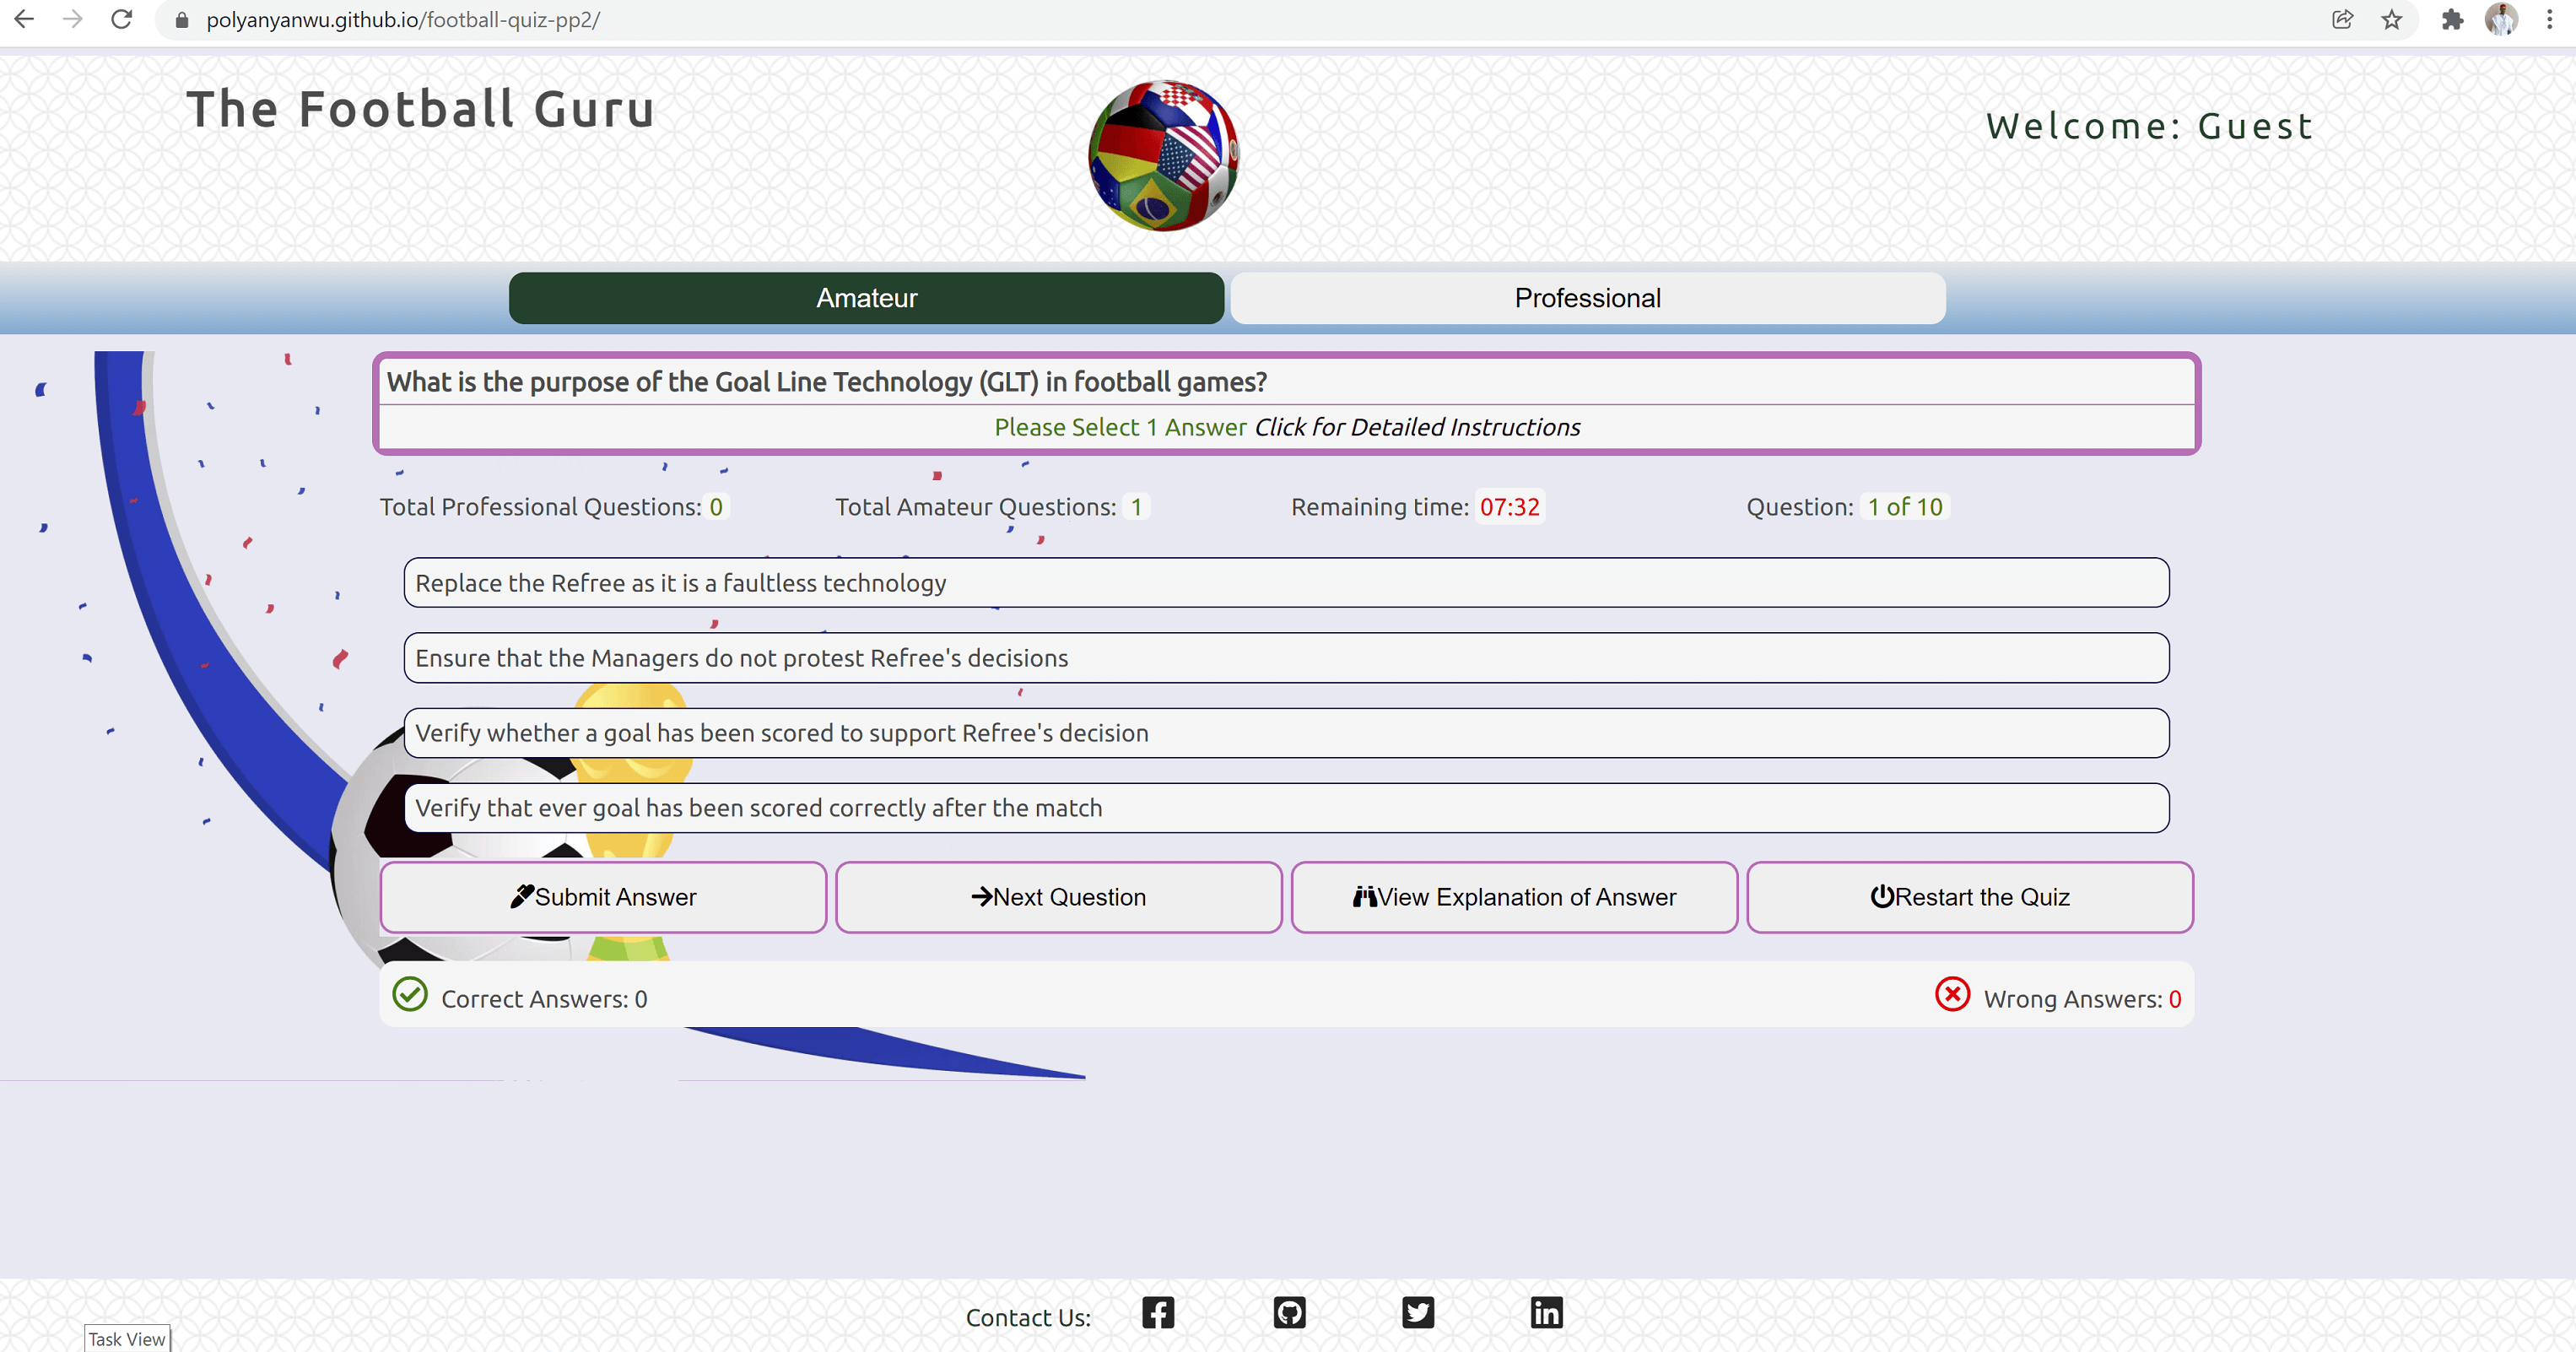 polyanyanwu.github.io/football-quiz-pp2/
The Football Guru
Welcome: Guest
Amateur
Professional
What is the purpose of the Goal Line Technology (GLT) in football games?
Please Select 1 Answer Click for Detailed Instructions
Total Professional Questions: 0
Total Amateur Questions: 1
Remaining time: 07:32
Question: 1 of 10
Replace the Refree as it is a faultless technology
Ensure that the Managers do not protest Refree's decisions
Verify whether a goal has been scored to support Refree's decision
Verify that ever goal has been scored correctly after the match
Submit Answer
Next Question
View Explanation of Answer
Restart the Quiz
Correct Answers: 0
Wrong Answers: 0
Contact Us:
Task View